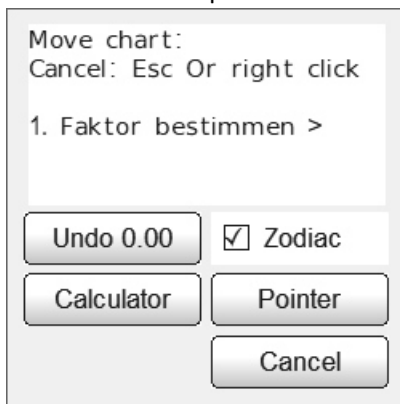 Move chart:
Cancel: Esc Or right click
1. Faktor bestimmen >
Undo 0.00
Zodiac
Calculator
Pointer
Cancel